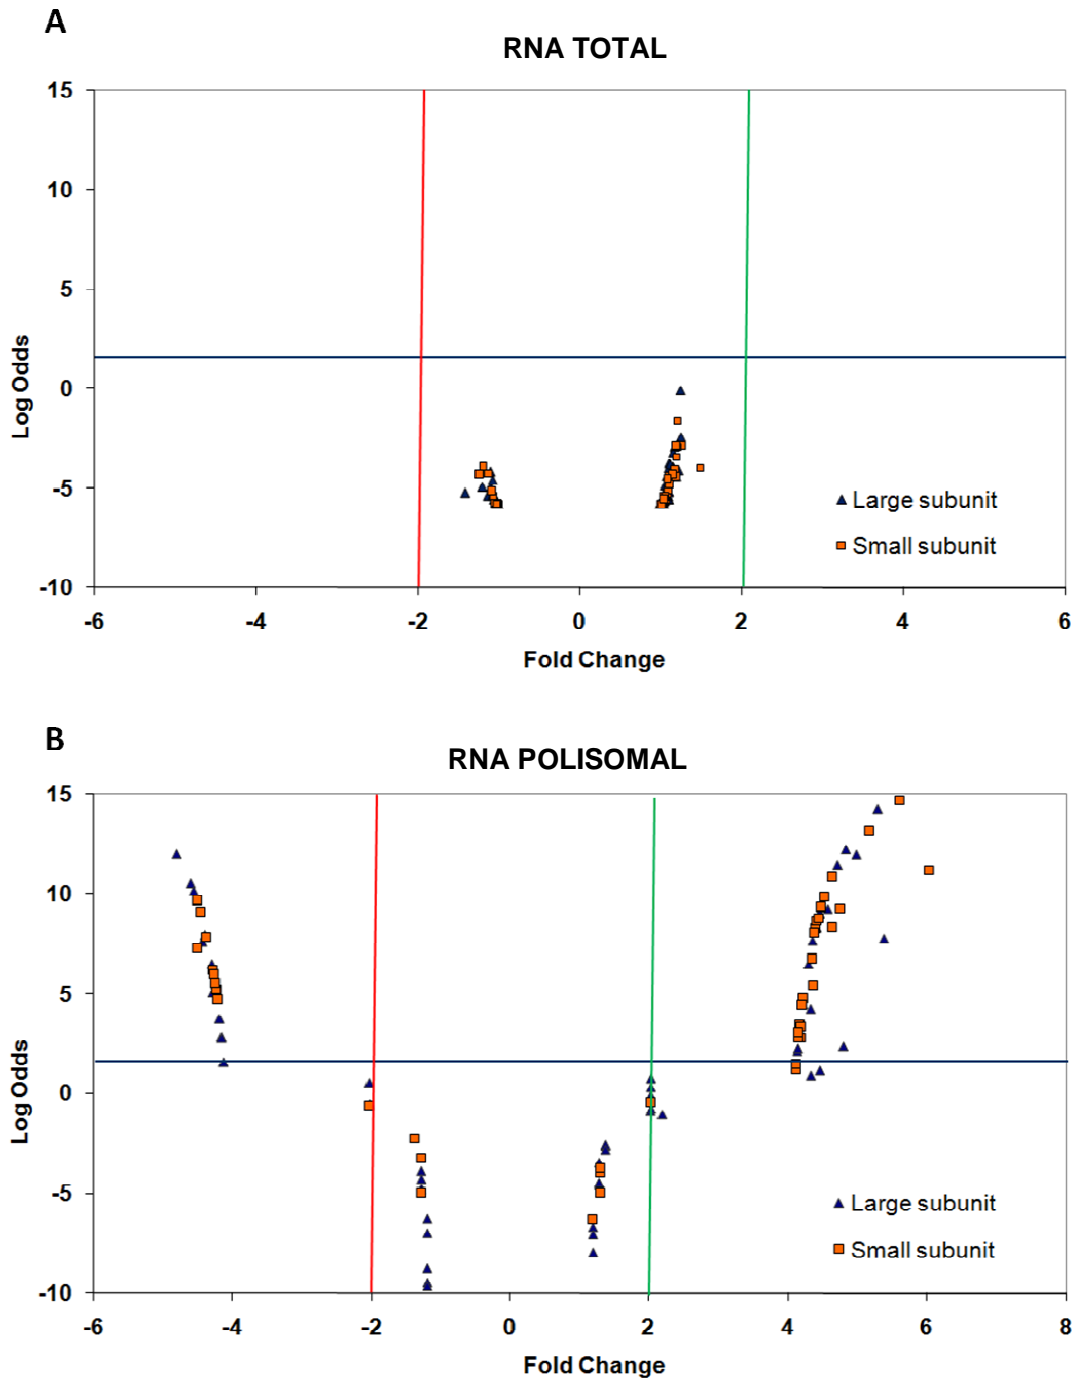 A
RNA TOTAL
15
10
5
0
-5
-10
Log Odds
Large subunit
Small subunit
-6 -4 -2 0 2 4 6
Fold Change
B
RNA POLISOMAL
15
10
5
0
-5
-10
Log Odds
Large subunit
Small subunit
-6 -4 -2 0 2 4 6 8
Fold Change